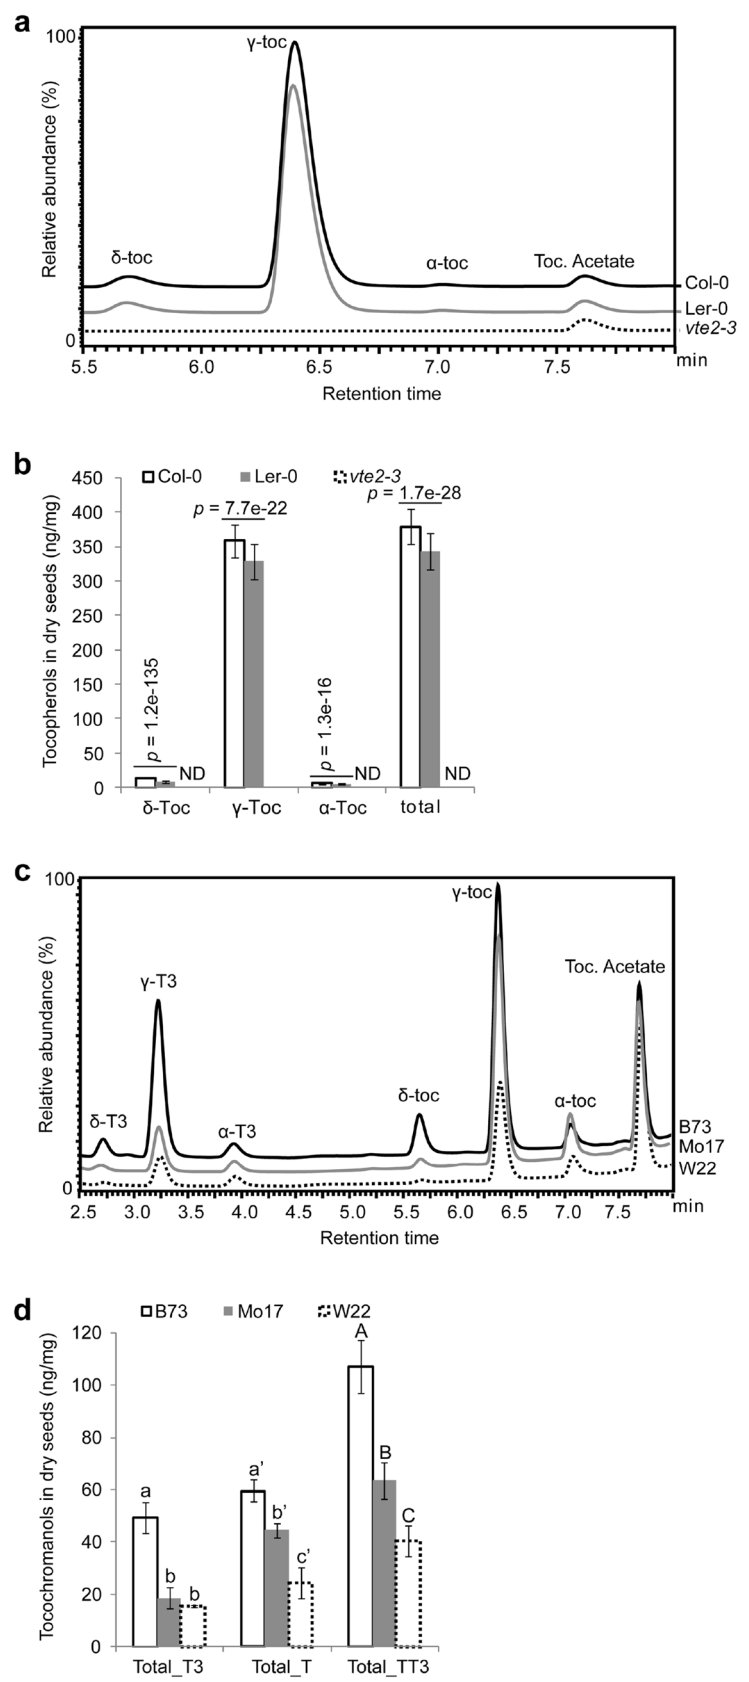 a
100
γ-toc
Relative abundance (%)
δ-toc
α-toc
Toc. Acetate
Col-0
Ler-0
vte2-3
0
5.5 6.0 6.5 7.0 7.5 min
Retention time
b
Col-0 Ler-0 vte2-3
Tocopherols in dry seeds (ng/mg)
450
400
350
300
250
200
150
100
50
0
p = 1.2e-135
p = 7.7e-22
p = 1.3e-16
p = 1.7e-28
ND ND ND
δ-Toc γ-Toc α-Toc total
c
100
Relative abundance (%)
γ-toc
Toc. Acetate
γ-T3
δ-T3
α-T3
δ-toc
α-toc
B73
Mo17
W22
0
2.5 3.0 3.5 4.0 4.5 5.0 5.5 6.0 6.5 7.0 7.5 min
Retention time
d
B73 Mo17 W22
Tocochromanols in dry seeds (ng/mg)
120
100
80
60
40
20
0
a b b
a' b' c'
A B C
Total_T3 Total_T Total_TT3